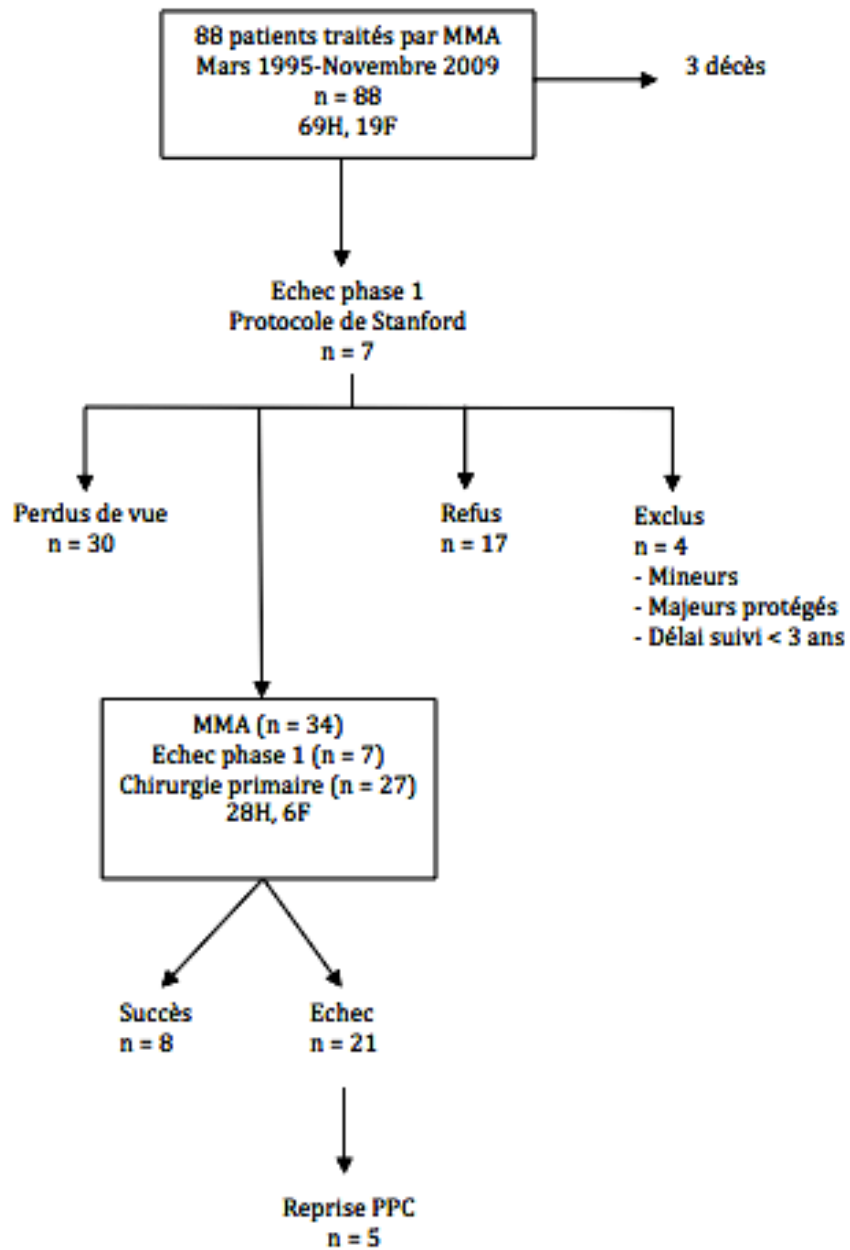 88 patients traités par MMA
Mars 1995-Novembre 2009
n = 88
69H, 19F
3 décès
Echec phase 1
Protocole de Stanford
n = 7
Perdus de vue
n = 30
Refus
n = 17
Exclus
n = 4
- Mineurs
- Majeurs protégés
- Délai suivi < 3 ans
MMA (n = 34)
Echec phase 1 (n = 7)
Chirurgie primaire (n = 27)
28H, 6F
Succès
n = 8
Echec
n = 21
Reprise PPC
n = 5